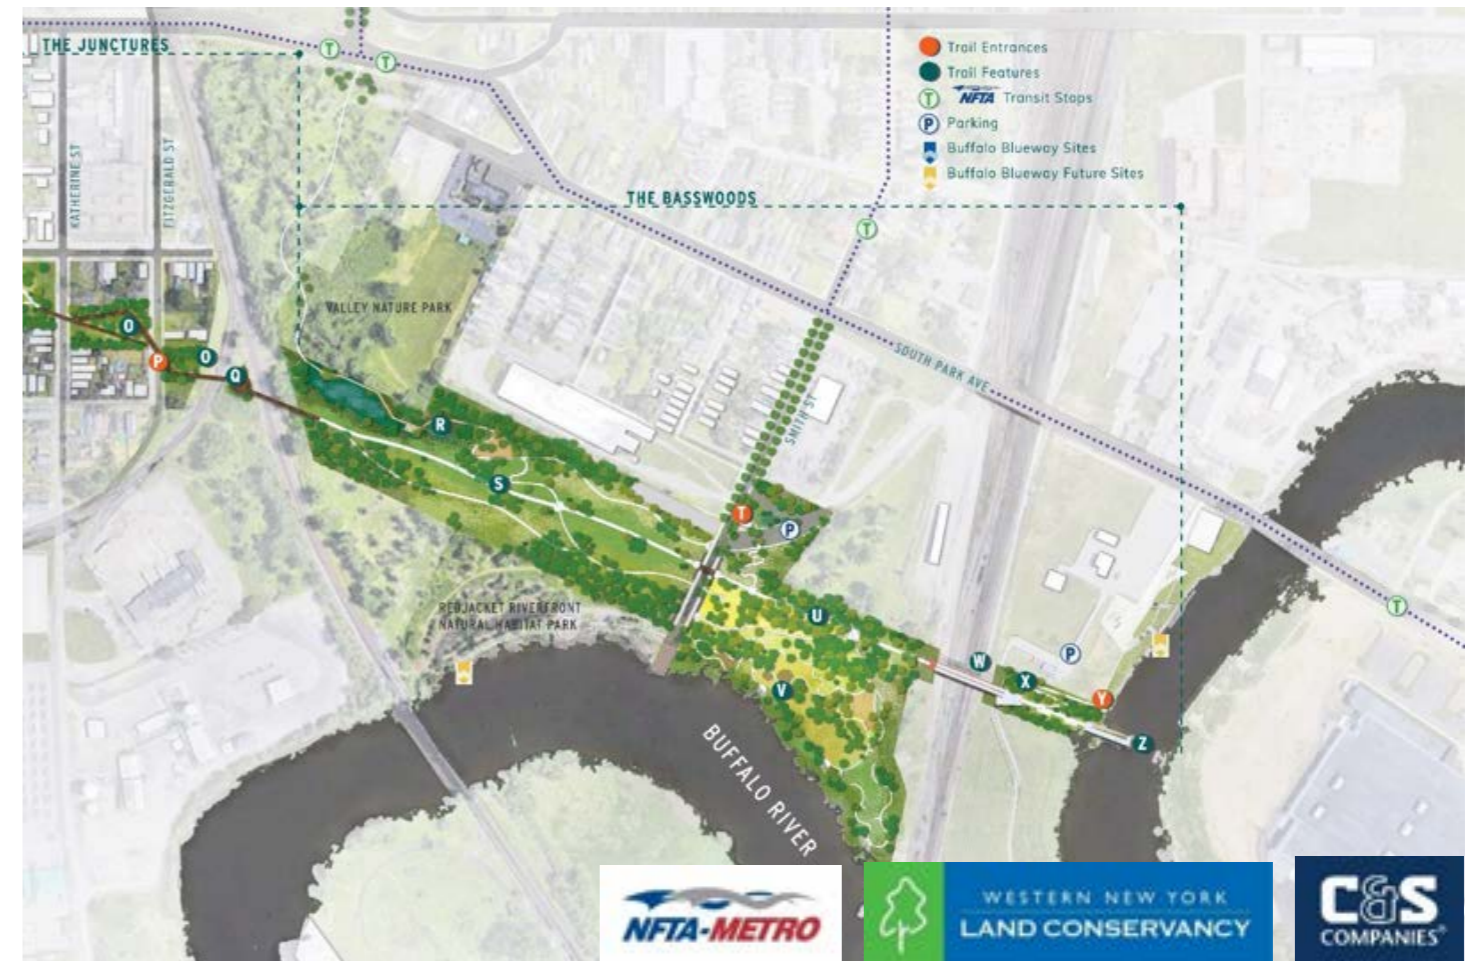 THE JUNCTURES
T
T
Trail Entrances
Trail Features
T NFTA Transit Stops
P Parking
Buffalo Blueway Sites
Buffalo Blueway Future Sites
KATHERINE ST
FITZGERALD ST
THE BASSWOODS
T
VALLEY NATURE PARK
O
P
O
Q
SOUTH PARK AVE
R
SMITH ST
S
T
P
REDJACKET RIVERFRONT
NATURAL HABITAT PARK
U
T
P
W
X
V
Y
Z
BUFFALO RIVER
NFTA-METRO
WESTERN NEW YORK
LAND CONSERVANCY
C&S
COMPANIES®